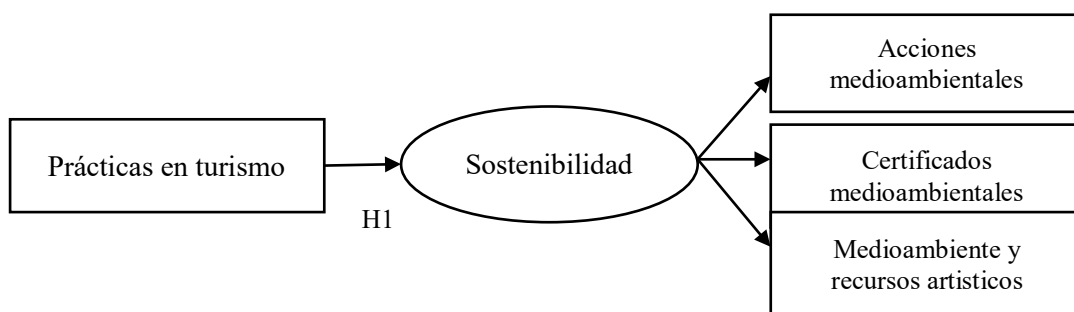 Prácticas en turismo
H1
Sostenibilidad
Acciones
medioambientales
Certificados
medioambientales
Medioambiente y
recursos artisticos